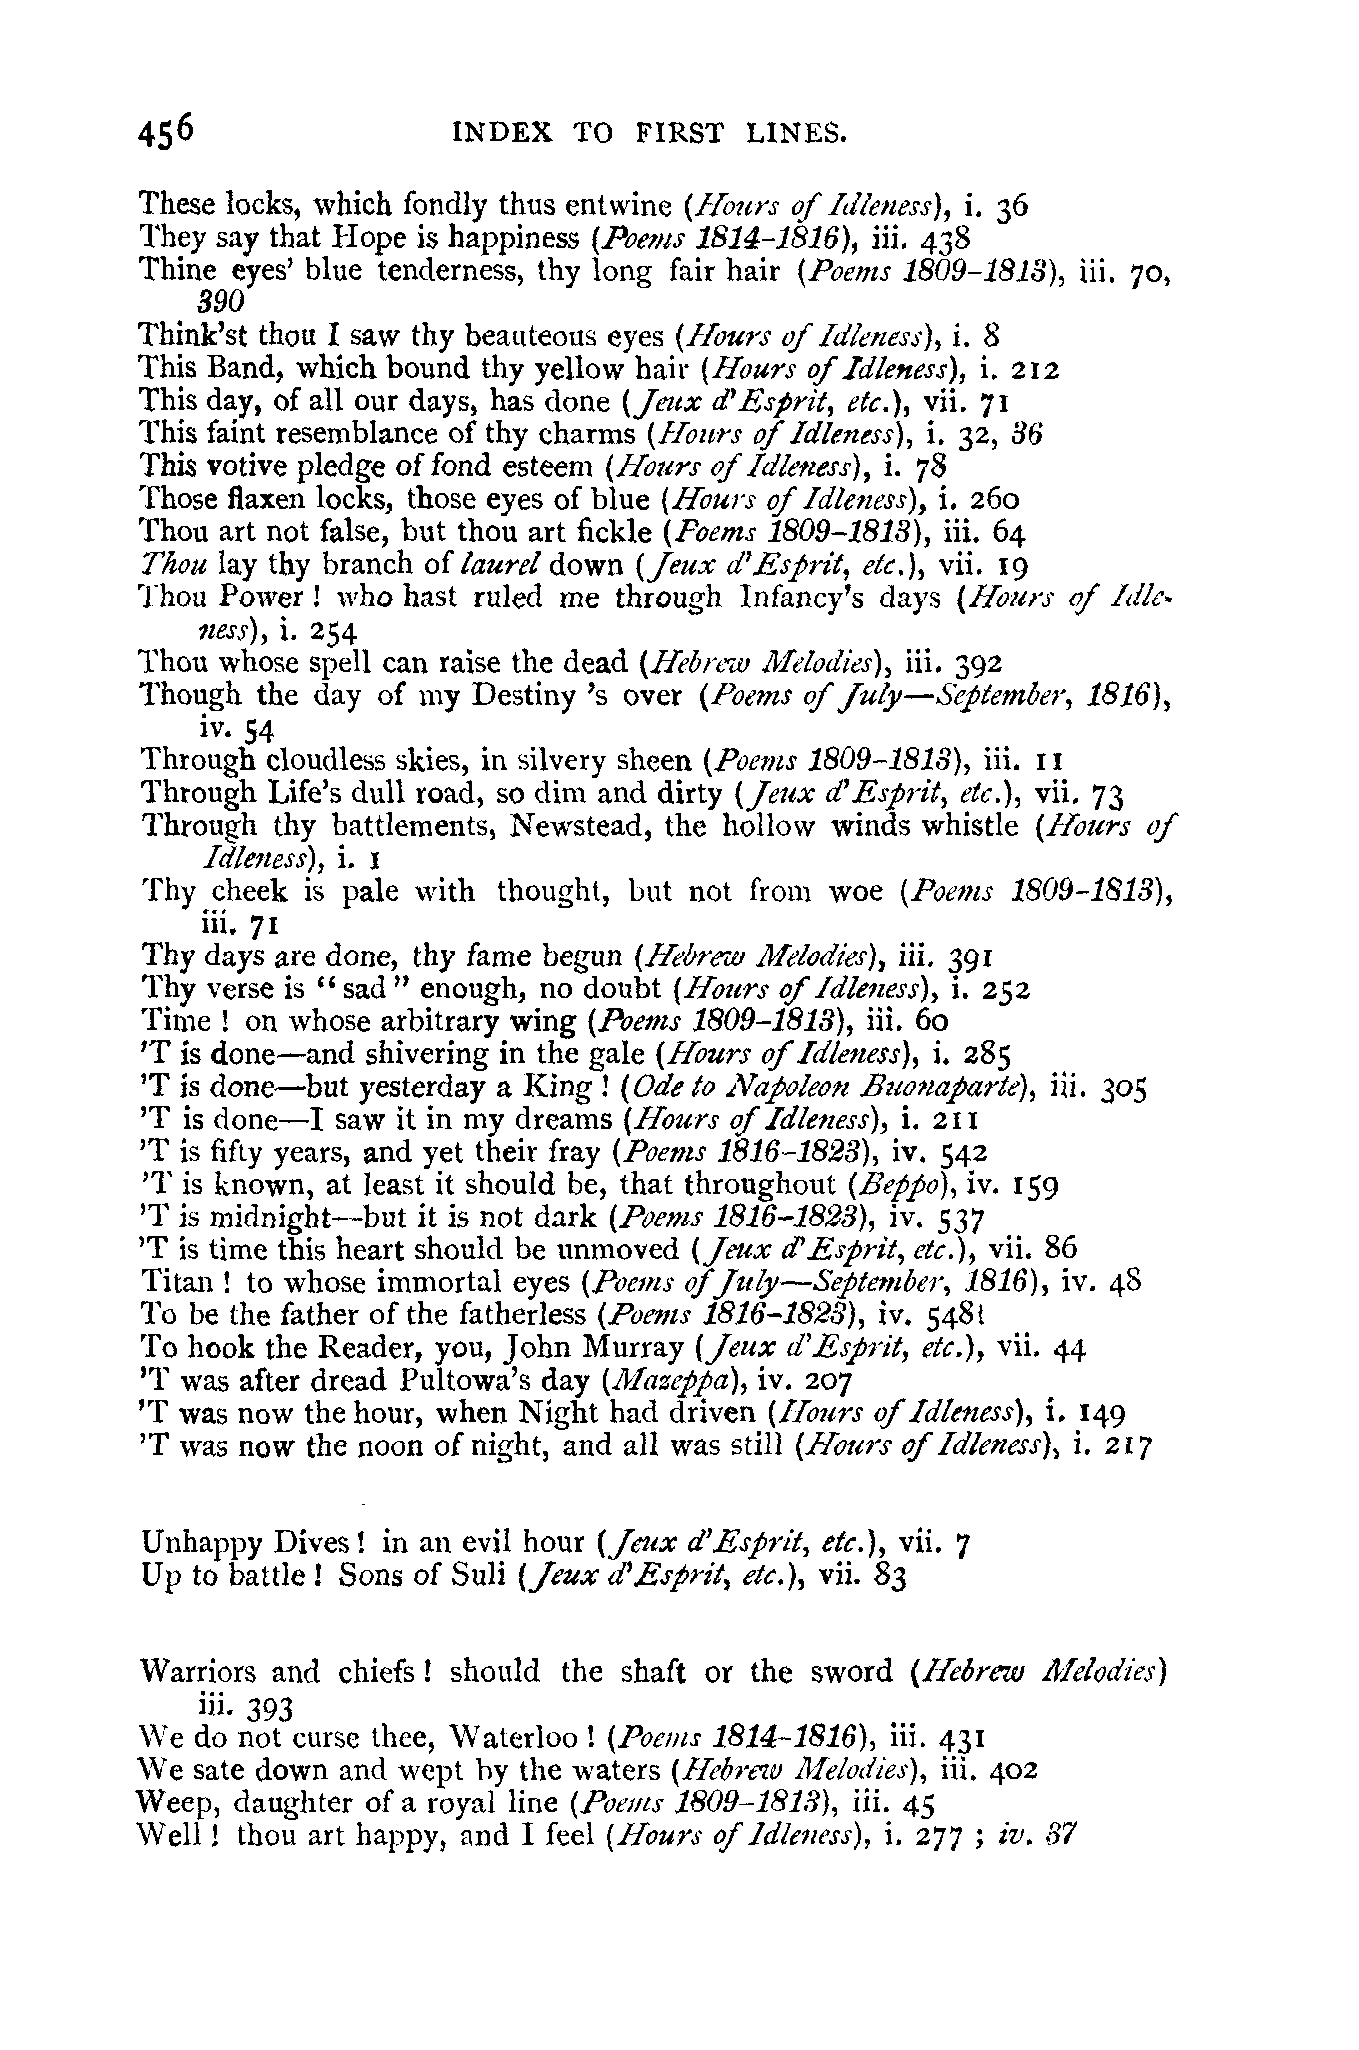 456 INDEX TO FIRST LINES.
These locks, which fondly thus entwine (Hours of Idleness), i. 36
They say that Hope is happiness (Poems 1814–1816), iii. 438
Thine eyes’ blue tenderness, thy long fair hair (Poems 1809–1813), iii. 70,
390
Think’st thou I saw thy beauteous eyes (Hours of Idleness), i. 8
This Band, which bound thy yellow hair (Hours of Idleness), i. 212
This day, of all our days, has done (Jeux d’Esprit, etc.), vii. 71
This faint resemblance of thy charms (Hours of Idleness), i. 32, 36
This votive pledge of fond esteem (Hours of Idleness), i. 78
Those flaxen locks, those eyes of blue (Hours of Idleness), i. 260
Thou art not false, but thou art fickle (Poems 1809–1813), iii. 64
Thou lay thy branch of laurel down (Jeux d’Esprit, etc.), vii. 19
Thou Power ! who hast ruled me through Infancy’s days (Hours of Idle-
ness), i. 254
Thou whose spell can raise the dead (Hebrew Melodies), iii. 392
Though the day of my Destiny ’s over (Poems of July—September, 1816),
iv. 54
Through cloudless skies, in silvery sheen (Poems 1809–1813), iii. 11
Through Life’s dull road, so dim and dirty (Jeux d’Esprit, etc.), vii. 73
Through thy battlements, Newstead, the hollow winds whistle (Hours of
Idleness), i. 1
Thy cheek is pale with thought, but not from woe (Poems 1809–1813),
iii. 71
Thy days are done, thy fame begun (Hebrew Melodies), iii. 391
Thy verse is “sad” enough, no doubt (Hours of Idleness), i. 252
Time ! on whose arbitrary wing (Poems 1809–1813), iii. 60
’T is done—and shivering in the gale (Hours of Idleness), i. 285
’T is done—but yesterday a King ! (Ode to Napoleon Buonaparte), iii. 305
’T is done—I saw it in my dreams (Hours of Idleness), i. 211
’T is fifty years, and yet their fray (Poems 1816–1823), iv. 542
’T is known, at least it should be, that throughout (Beppo), iv. 159
’T is midnight—but it is not dark (Poems 1816–1823), iv. 537
’T is time this heart should be unmoved (Jeux d’Esprit, etc.), vii. 86
Titan ! to whose immortal eyes (Poems of July—September, 1816), iv. 48
To be the father of the fatherless (Poems 1816–1823), iv. 548
To hook the Reader, you, John Murray (Jeux d’Esprit, etc.), vii. 44
’T was after dread Pultowa’s day (Mazeppa), iv. 207
’T was now the hour, when Night had driven (Hours of Idleness), i. 149
’T was now the noon of night, and all was still (Hours of Idleness), i. 217
Unhappy Dives ! in an evil hour (Jeux d’Esprit, etc.), vii. 7
Up to battle ! Sons of Suli (Jeux d’Esprit, etc.), vii. 83
Warriors and chiefs ! should the shaft or the sword (Hebrew Melodies)
iii. 393
We do not curse thee, Waterloo ! (Poems 1814–1816), iii. 431
We sate down and wept by the waters (Hebrew Melodies), iii. 402
Weep, daughter of a royal line (Poems 1809–1813), iii. 45
Well ! thou art happy, and I feel (Hours of Idleness), i. 277 ; iv. 37